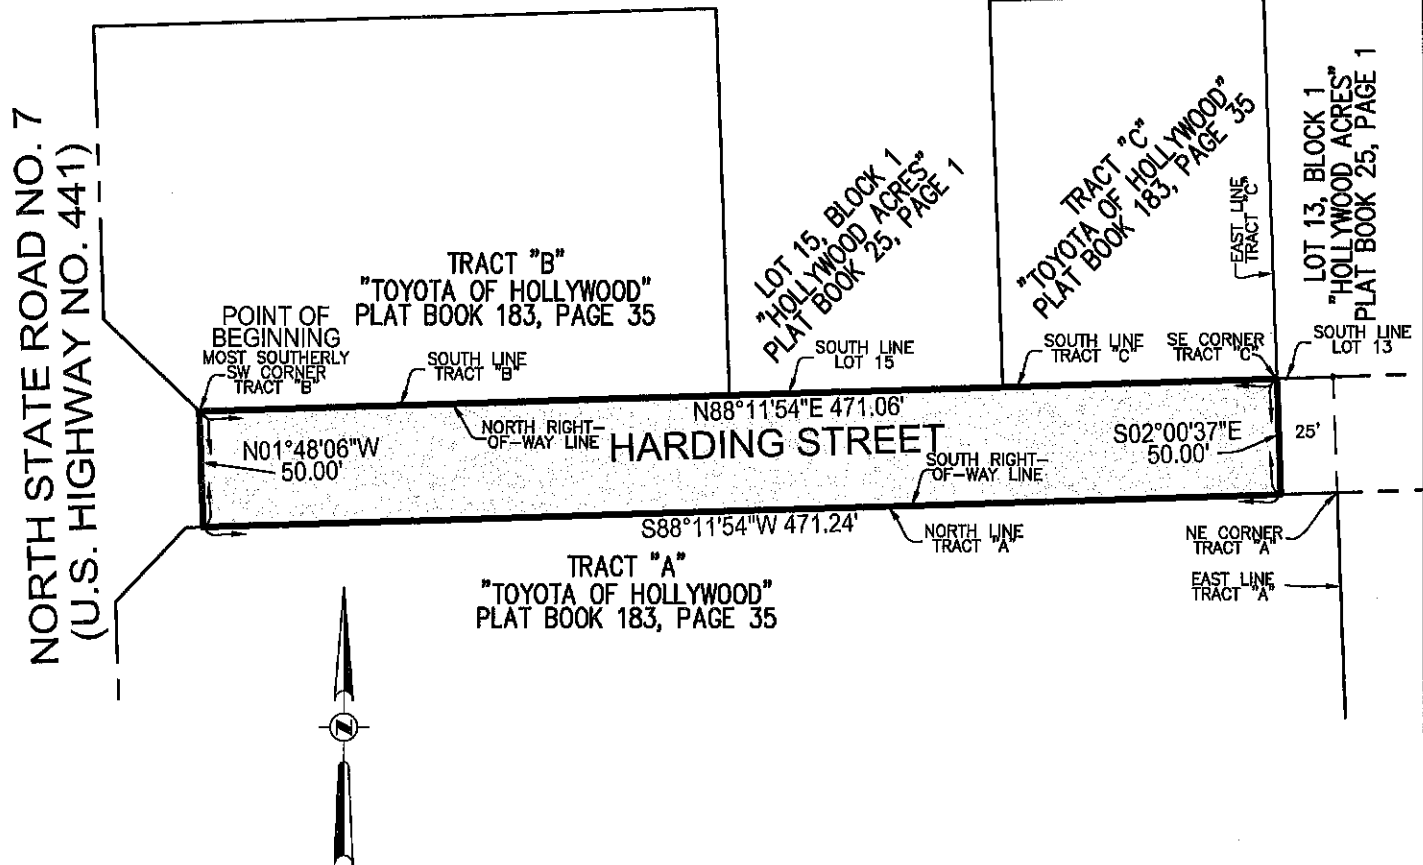 NORTH STATE ROAD NO. 7
(U.S. HIGHWAY NO. 441)
TRACT "B"
"TOYOTA OF HOLLYWOOD"
PLAT BOOK 183, PAGE 35
LOT 15, BLOCK 1
"HOLLYWOOD ACRES"
PLAT BOOK 25, PAGE 1
TRACT "C"
"TOYOTA OF HOLLYWOOD"
PLAT BOOK 183, PAGE 35
EAST LINE
TRACT "C"
LOT 13, BLOCK 1
"HOLLYWOOD ACRES"
PLAT BOOK 25, PAGE 1
POINT OF
BEGINNING
MOST SOUTHERLY
SW CORNER
TRACT "B"
SOUTH LINE
TRACT "B"
SOUTH LINE
LOT 15
SOUTH LINE
TRACT "C"
SE CORNER
TRACT "C"
SOUTH LINE
LOT 13
N88°11'54"E 471.06'
NORTH RIGHT-
OF-WAY LINE
HARDING STREET
N01°48'06"W
50.00'
S02°00'37"E
50.00'
25'
SOUTH RIGHT-
OF-WAY LINE
S88°11'54"W 471.24'
NORTH LINE
TRACT "A"
NE CORNER
TRACT "A"
EAST LINE
TRACT "A"
TRACT "A"
"TOYOTA OF HOLLYWOOD"
PLAT BOOK 183, PAGE 35
Z